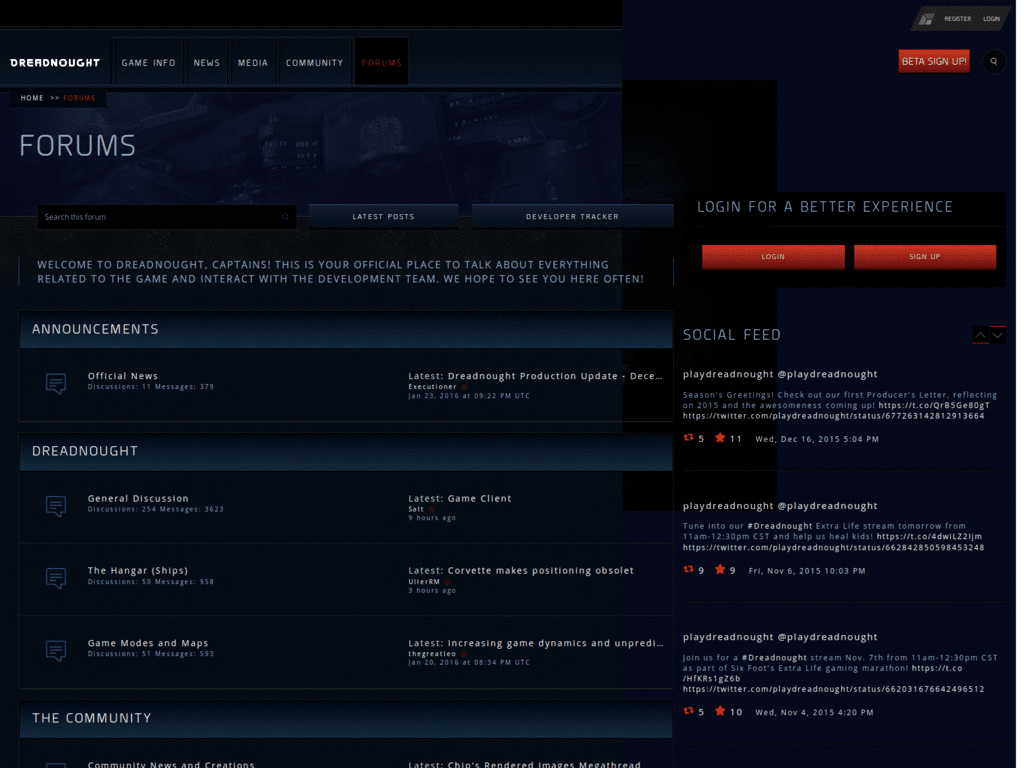 REGISTER LOGIN
DREADNOUGHT GAME INFO NEWS MEDIA COMMUNITY FORUMS BETA SIGN UP!
HOME >> FORUMS
FORUMS
Search this forum LATEST POSTS DEVELOPER TRACKER
WELCOME TO DREADNOUGHT, CAPTAINS! THIS IS YOUR OFFICIAL PLACE TO TALK ABOUT EVERYTHING
RELATED TO THE GAME AND INTERACT WITH THE DEVELOPMENT TEAM. WE HOPE TO SEE YOU HERE OFTEN!
ANNOUNCEMENTS
Official News
Discussions: 11 Messages: 379
Latest: Dreadnought Production Update - Dece...
Executioner
Jan 23, 2016 at 09:22 PM UTC
DREADNOUGHT
General Discussion
Discussions: 254 Messages: 3623
Latest: Game Client
Salt
9 hours ago
The Hangar (Ships)
Discussions: 50 Messages: 958
Latest: Corvette makes positioning obsolet
UllerRM
3 hours ago
Game Modes and Maps
Discussions: 51 Messages: 593
Latest: Increasing game dynamics and unpredi...
thegreatleo
Jan 20, 2016 at 08:34 PM UTC
THE COMMUNITY
Community News and Creations
Latest: Chip's Rendered Images Megathread
LOGIN FOR A BETTER EXPERIENCE
LOGIN SIGN UP
SOCIAL FEED
playdreadnought @playdreadnought
Season's Greetings! Check out our first Producer's Letter, reflecting
on 2015 and the awesomeness coming up! https://t.co/QrB5Ge80gT
https://twitter.com/playdreadnought/status/677263142812913664
5 11 Wed, Dec 16, 2015 5:04 PM
playdreadnought @playdreadnought
Tune into our #Dreadnought Extra Life stream tomorrow from
11am-12:30pm CST and help us heal kids! https://t.co/4dwiLZ2Ijm
https://twitter.com/playdreadnought/status/662842850598453248
9 9 Fri, Nov 6, 2015 10:03 PM
playdreadnought @playdreadnought
Join us for a #Dreadnought stream Nov. 7th from 11am-12:30pm CST
as part of Six Foot's Extra Life gaming marathon! https://t.co
/HfKRs1gZ6b
https://twitter.com/playdreadnought/status/662031676642496512
5 10 Wed, Nov 4, 2015 4:20 PM